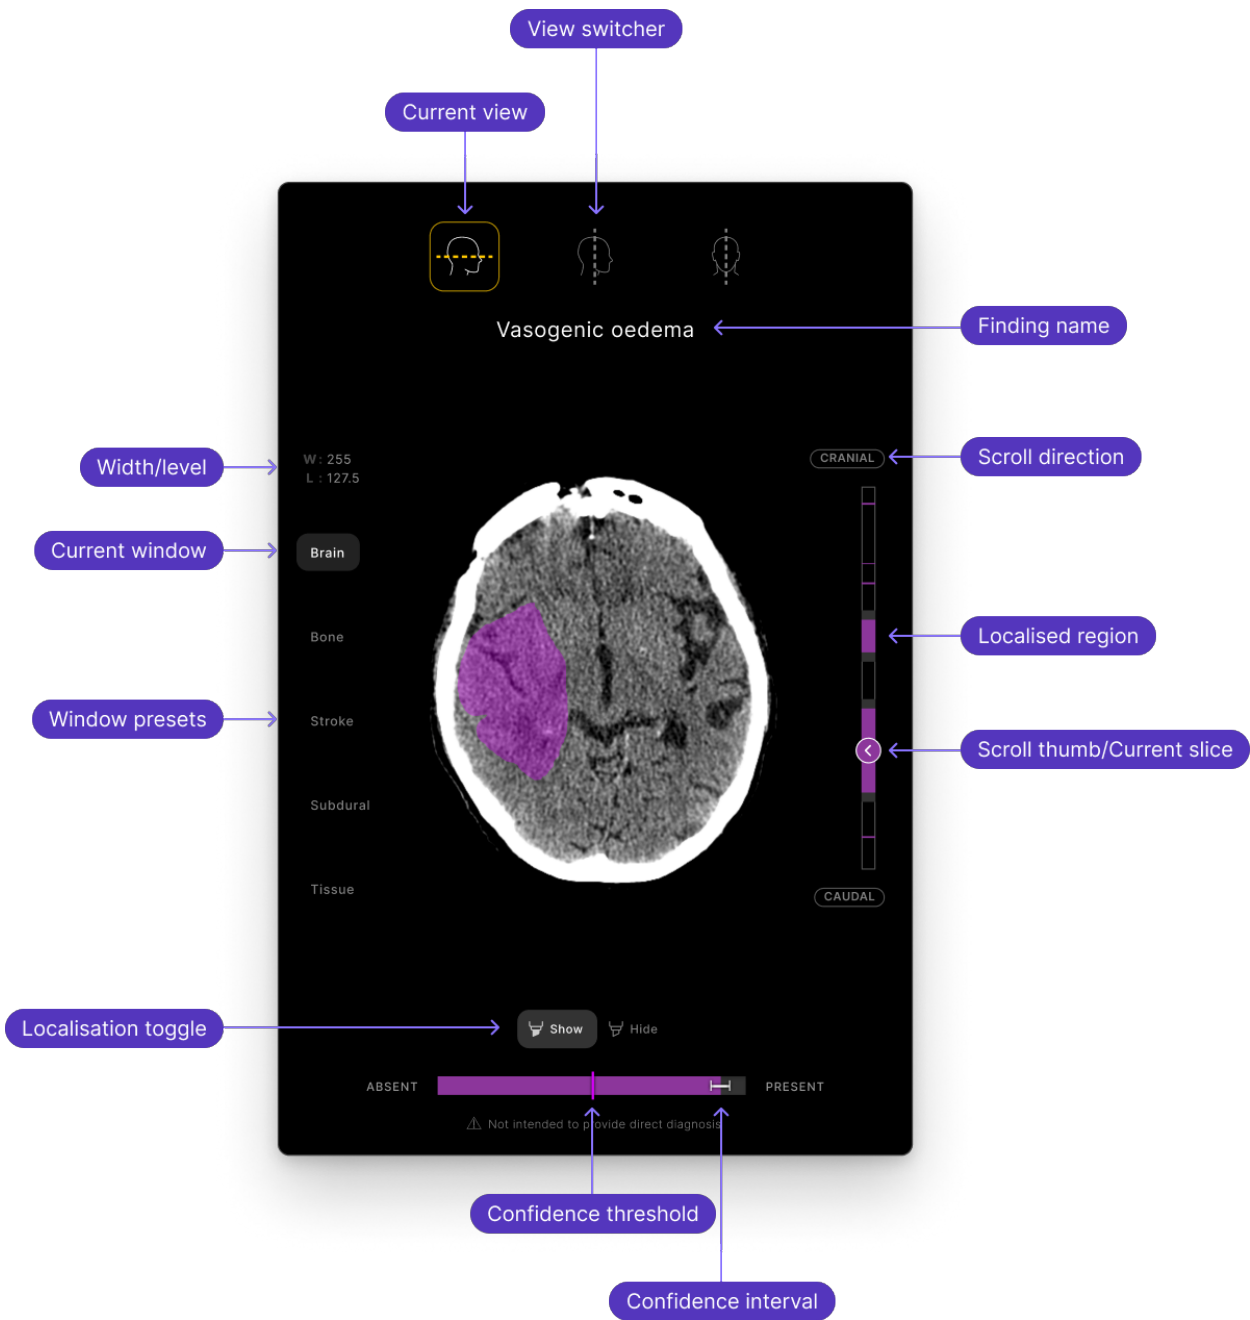 View switcher
Current view
Vasogenic oedema
Finding name
Width/level
W: 255
L : 127.5
CRANIAL
Scroll direction
Current window
Brain
Bone
Localised region
Window presets
Stroke
Scroll thumb/Current slice
Subdural
Tissue
CAUDAL
Localisation toggle
Show
Hide
ABSENT
PRESENT
Not intended to provide direct diagnosis
Confidence threshold
Confidence interval